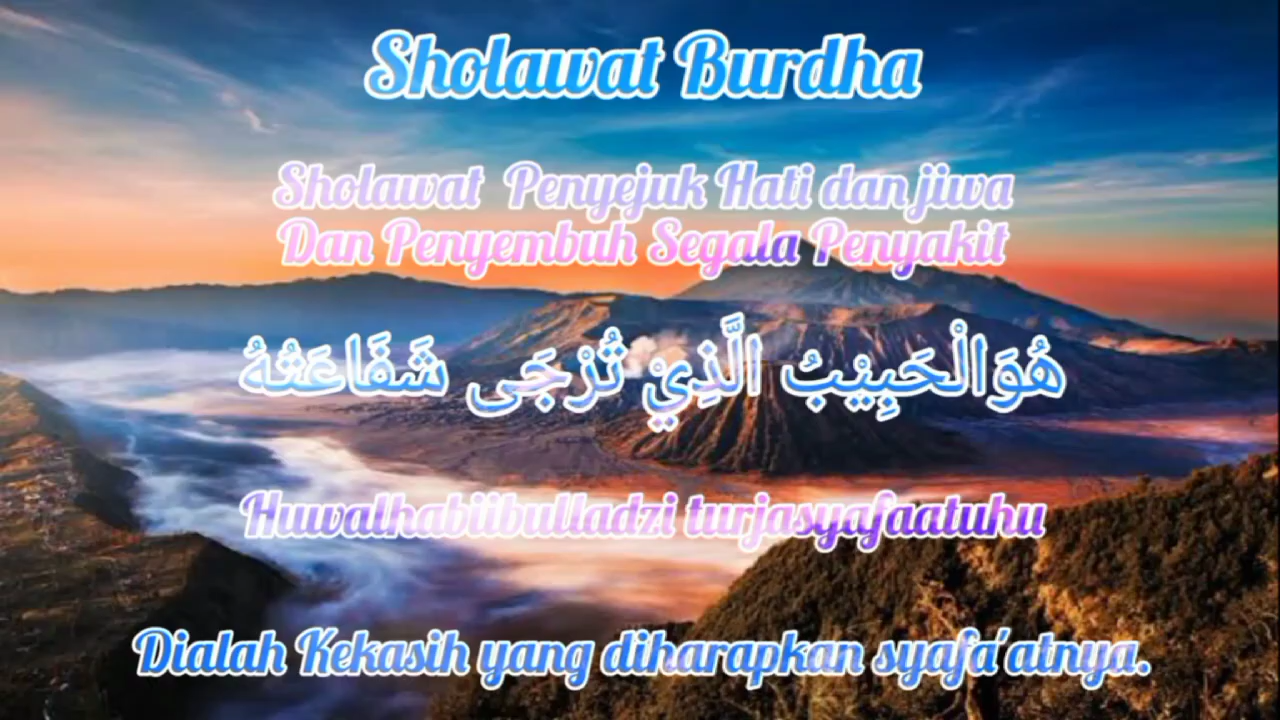 Sholawat Burdha
Sholawat Penyejuk Hati dan jiwa
Dan Penyembuh Segala Penyakit
هُوَالْحَبِيْبُ الَّذِيْ تُرْجَى شَفَاعَتُهُ
Huwalhabiibulladzi turjasyafaatuhu
Dialah Kekasih yang diharapkan syafa'atnya.